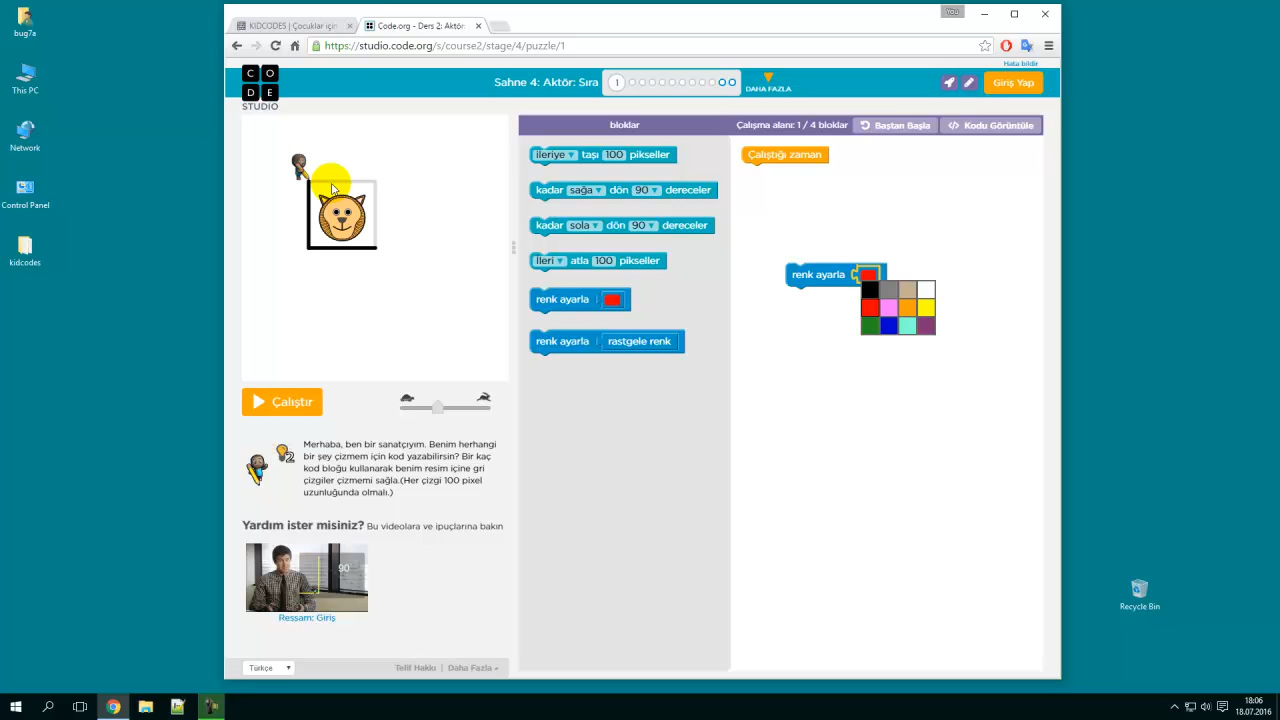 bug7a
This PC
Network
Control Panel
kidcodes
Recycle Bin
KIDCODES | Çocuklar için
Code.org - Ders 2: Aktör:
You
https://studio.code.org/s/course2/stage/4/puzzle/1
Hata bildir
C O
D E
STUDIO
Sahne 4: Aktör: Sıra
1
DAHA FAZLA
Giriş Yap
bloklar
Çalışma alanı: 1 / 4 bloklar
Baştan Başla
Kodu Görüntüle
ileriye taşı 100 pikseller
kadar sağa dön 90 dereceler
kadar sola dön 90 dereceler
İleri atla 100 pikseller
renk ayarla
renk ayarla rastgele renk
Çalıştığı zaman
renk ayarla
Çalıştır
2
Merhaba, ben bir sanatçıyım. Benim herhangi
bir şey çizmem için kod yazabilirsin? Bir kaç
kod bloğu kullanarak benim resim içine gri
çizgiler çizmemi sağla.(Her çizgi 100 pixel
uzunluğunda olmalı.)
Yardım ister misiniz? Bu videolara ve ipuçlarına bakın
90
Ressam: Giriş
Türkçe
Telif Hakkı | Daha Fazla
18:06
18.07.2016